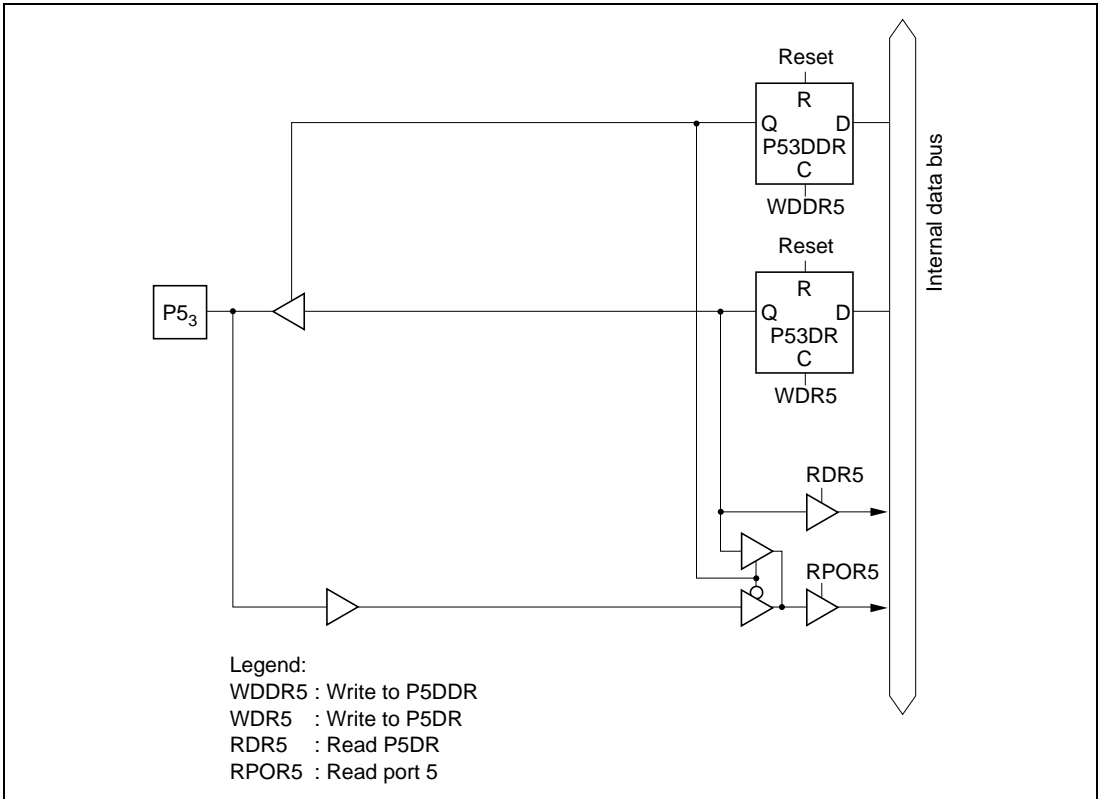 Reset
R
Q D
P53DDR
C
WDDR5
Internal data bus
Reset
R
Q D
P53DR
C
WDR5
P5₃
RDR5
RPOR5
Legend:
WDDR5 : Write to P5DDR
WDR5 : Write to P5DR
RDR5 : Read P5DR
RPOR5 : Read port 5